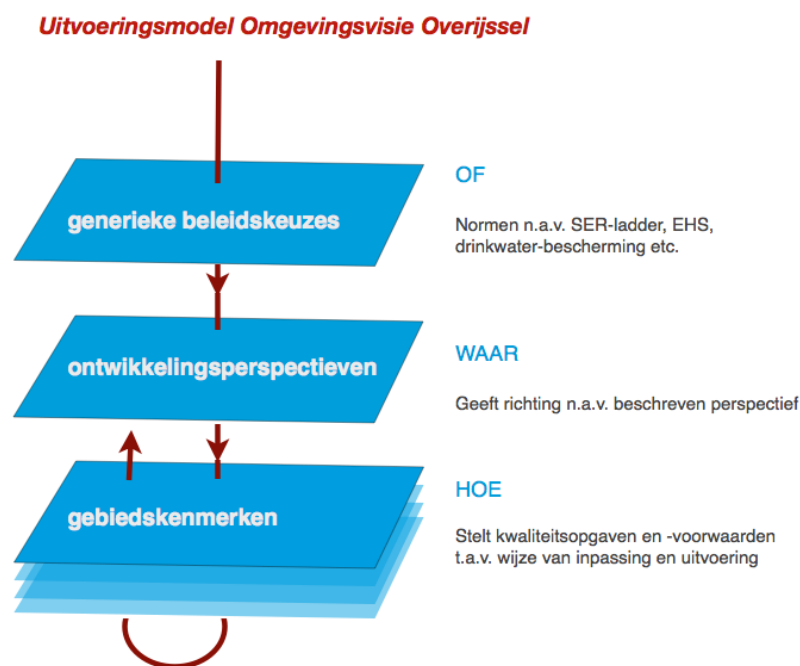 Uitvoeringsmodel Omgevingsvisie Overijssel
generieke beleidskeuzes
OF
Normen n.a.v. SER-ladder, EHS,
drinkwater-bescherming etc.
ontwikkelingsperspectieven
WAAR
Geeft richting n.a.v. beschreven perspectief
gebiedskenmerken
HOE
Stelt kwaliteitsopgaven en -voorwaarden
t.a.v. wijze van inpassing en uitvoering